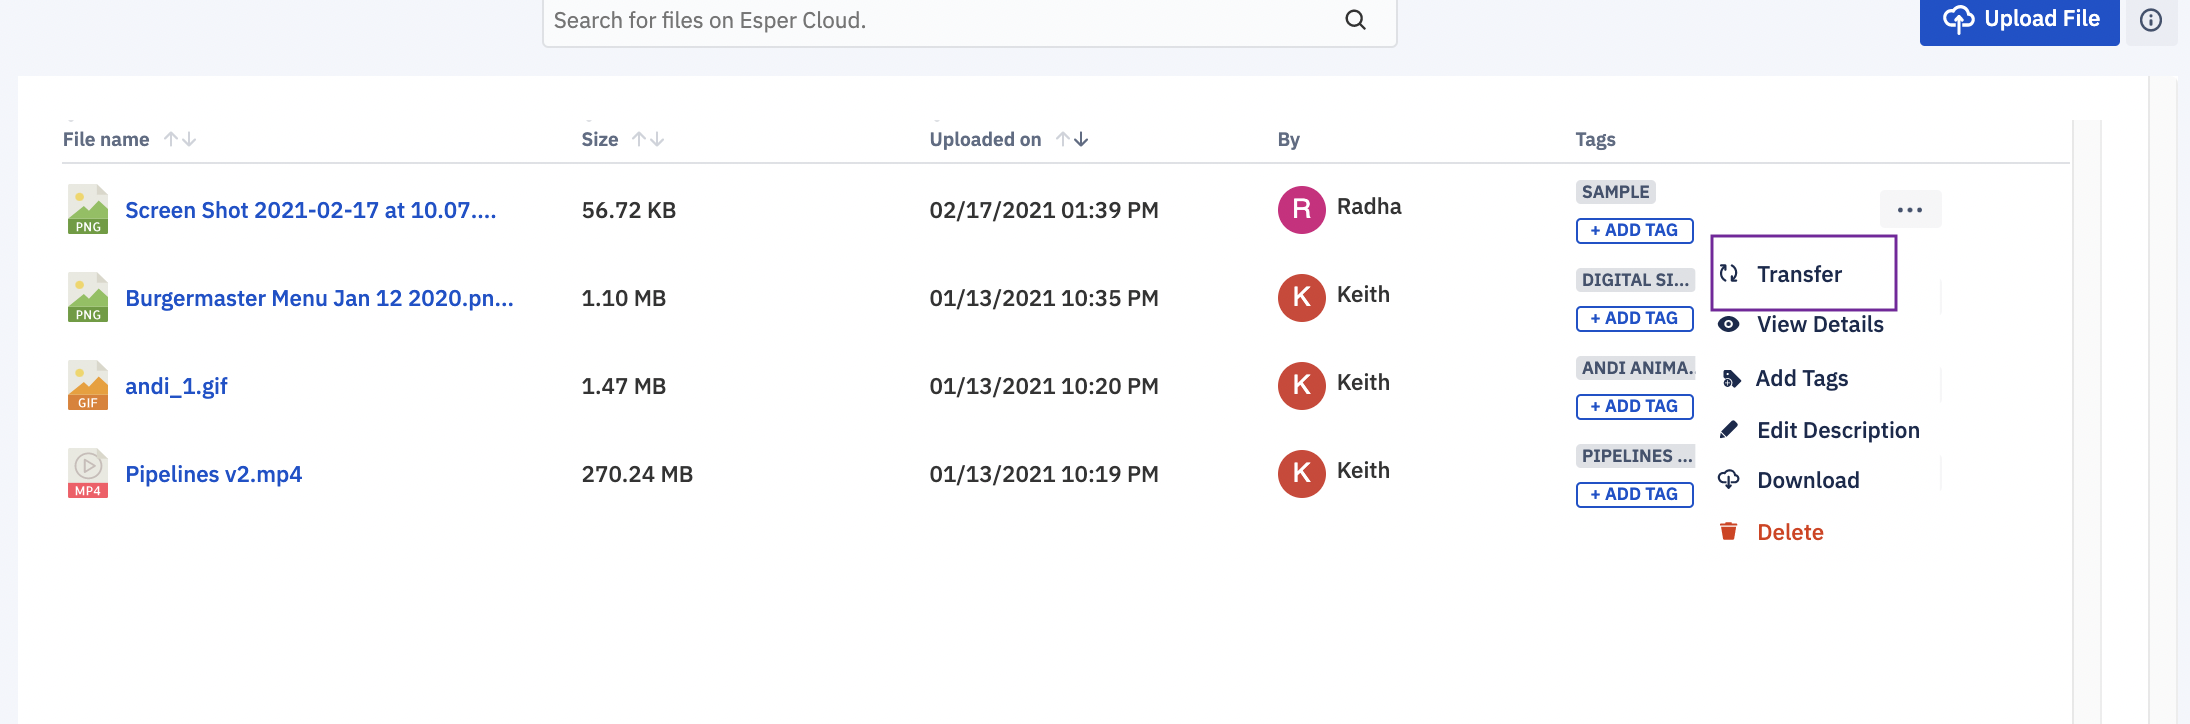 Search for files on Esper Cloud.
Upload File
File name Size Uploaded on By Tags
PNG Screen Shot 2021-02-17 at 10.07.... 56.72 KB 02/17/2021 01:39 PM R Radha SAMPLE
+ ADD TAG
PNG Burgermaster Menu Jan 12 2020.pn... 1.10 MB 01/13/2021 10:35 PM K Keith DIGITAL SI...
+ ADD TAG
GIF andi_1.gif 1.47 MB 01/13/2021 10:20 PM K Keith ANDI ANIMA..
+ ADD TAG
MP4 Pipelines v2.mp4 270.24 MB 01/13/2021 10:19 PM K Keith PIPELINES ...
+ ADD TAG
Transfer
View Details
Add Tags
Edit Description
Download
Delete